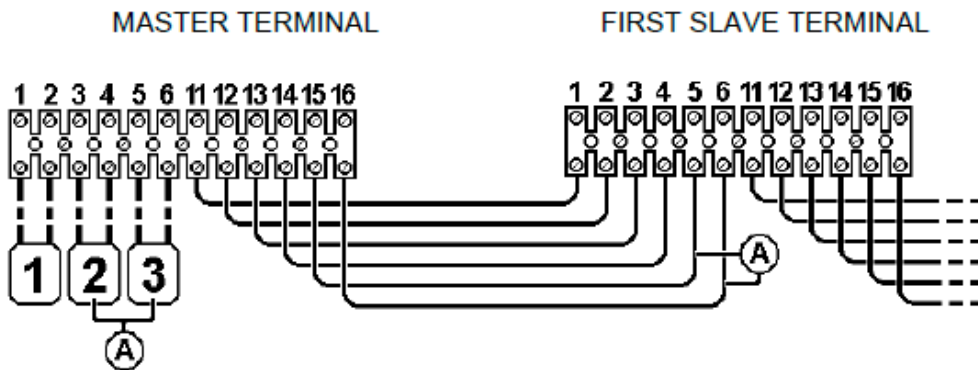 MASTER TERMINAL FIRST SLAVE TERMINAL
1 2 3 4 5 6 11 12 13 14 15 16 1 2 3 4 5 6 11 12 13 14 15 16
1 2 3 A
A